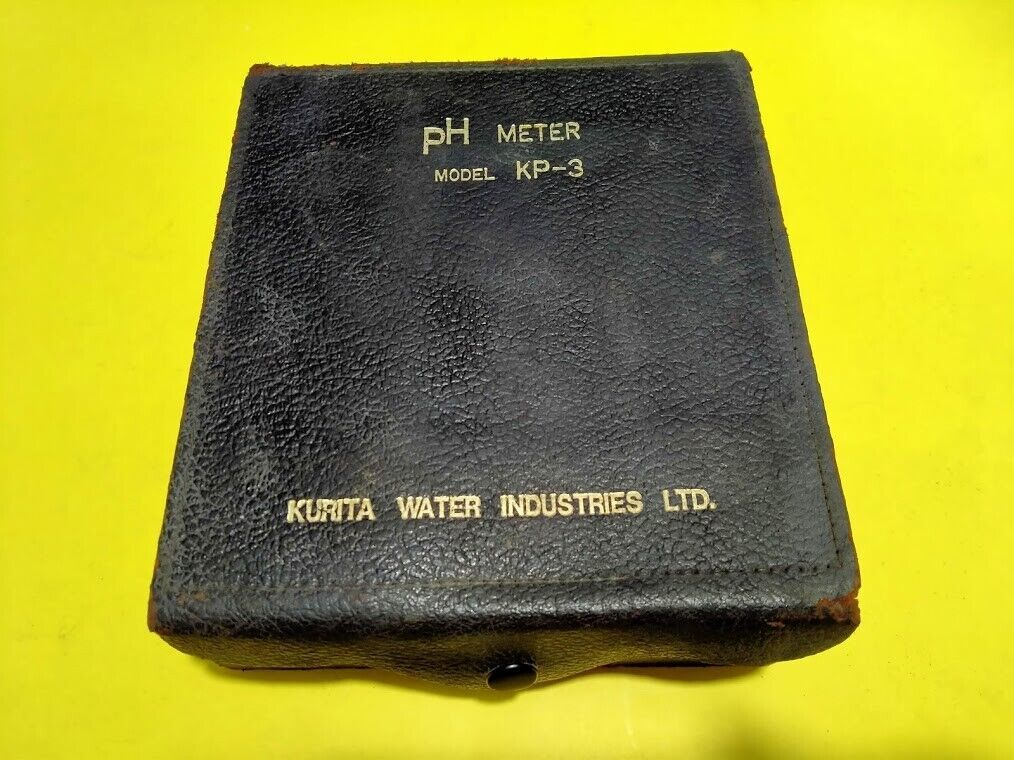 pH METER
MODEL KP-3
KURITA WATER INDUSTRIES LTD.